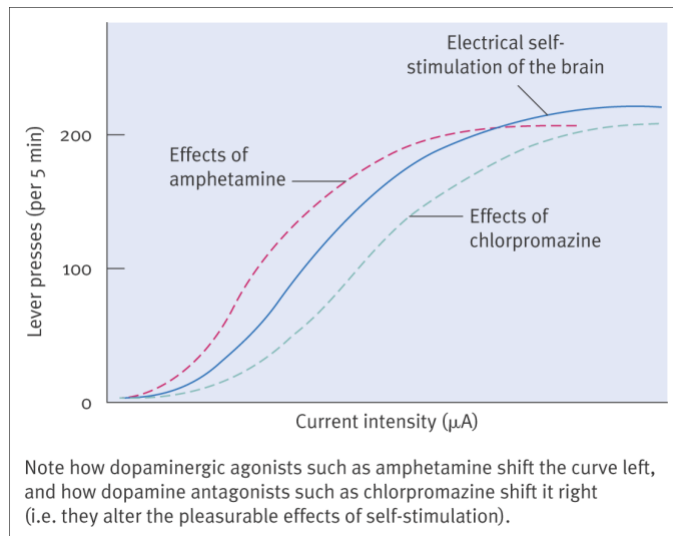 Electrical self-
stimulation of the brain
200
Effects of
amphetamine
Effects of
chlorpromazine
100
0
Lever presses (per 5 min)
Current intensity (μA)
Note how dopaminergic agonists such as amphetamine shift the curve left,
and how dopamine antagonists such as chlorpromazine shift it right
(i.e. they alter the pleasurable effects of self-stimulation).